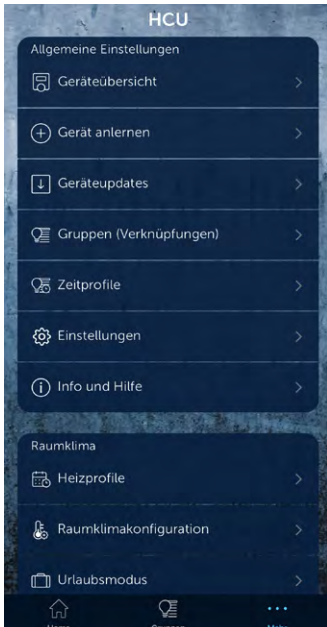 HCU
Allgemeine Einstellungen
Geräteübersicht
Gerät anlernen
Geräteupdates
Gruppen (Verknüpfungen)
Zeitprofile
Einstellungen
Info und Hilfe
Raumklima
Heizprofile
Raumklimakonfiguration
Urlaubsmodus